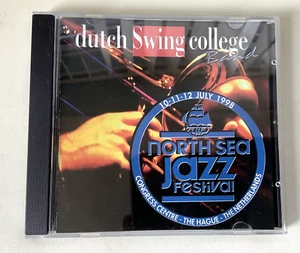 dutch Swing college
Band
10-11-12 JULY 1998
NORTH SEA
jazz
festival
CONGRESS CENTRE - THE HAGUE - THE NETHERLANDS